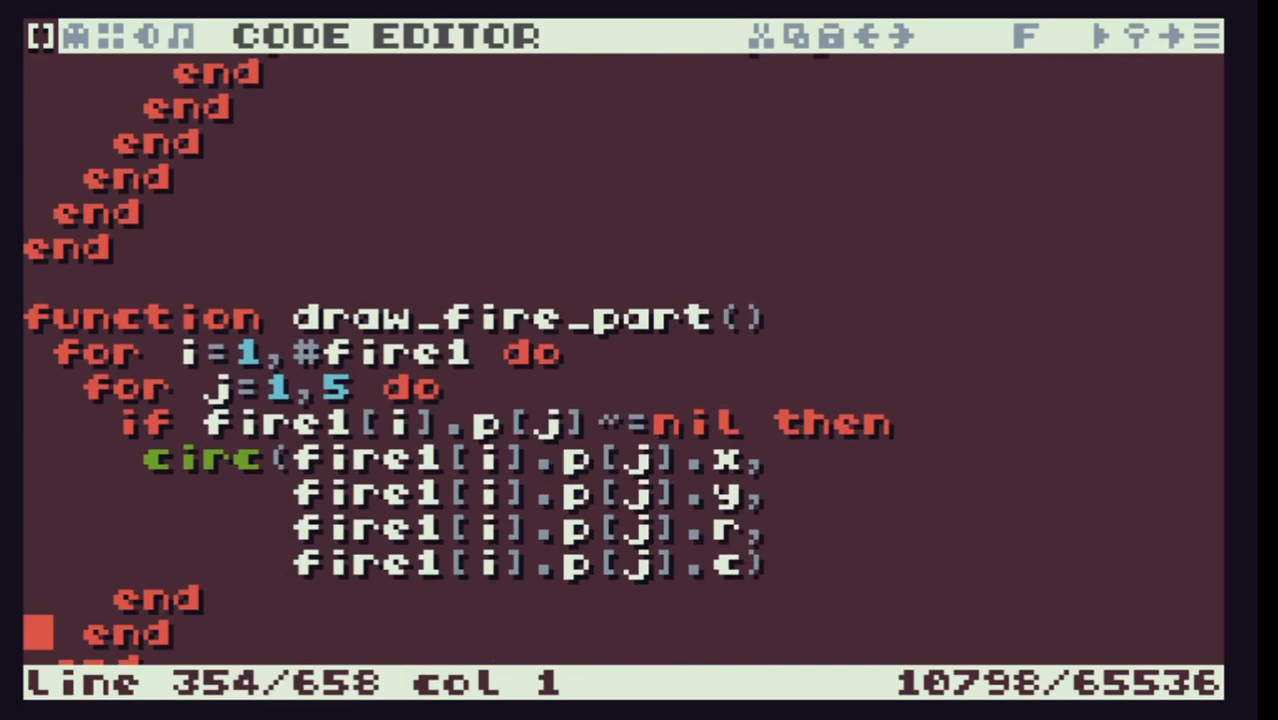 CODE EDITOR F
end
end
end
end
end
end
function draw_fire_part()
for i=1,#fire1 do
for j=1,5 do
if fire1[i].p[j]~=nil then
circ(fire1[i].p[j].x,
fire1[i].p[j].y,
fire1[i].p[j].r,
fire1[i].p[j].c)
end
end
end
line 354/658 col 1 10798/65536